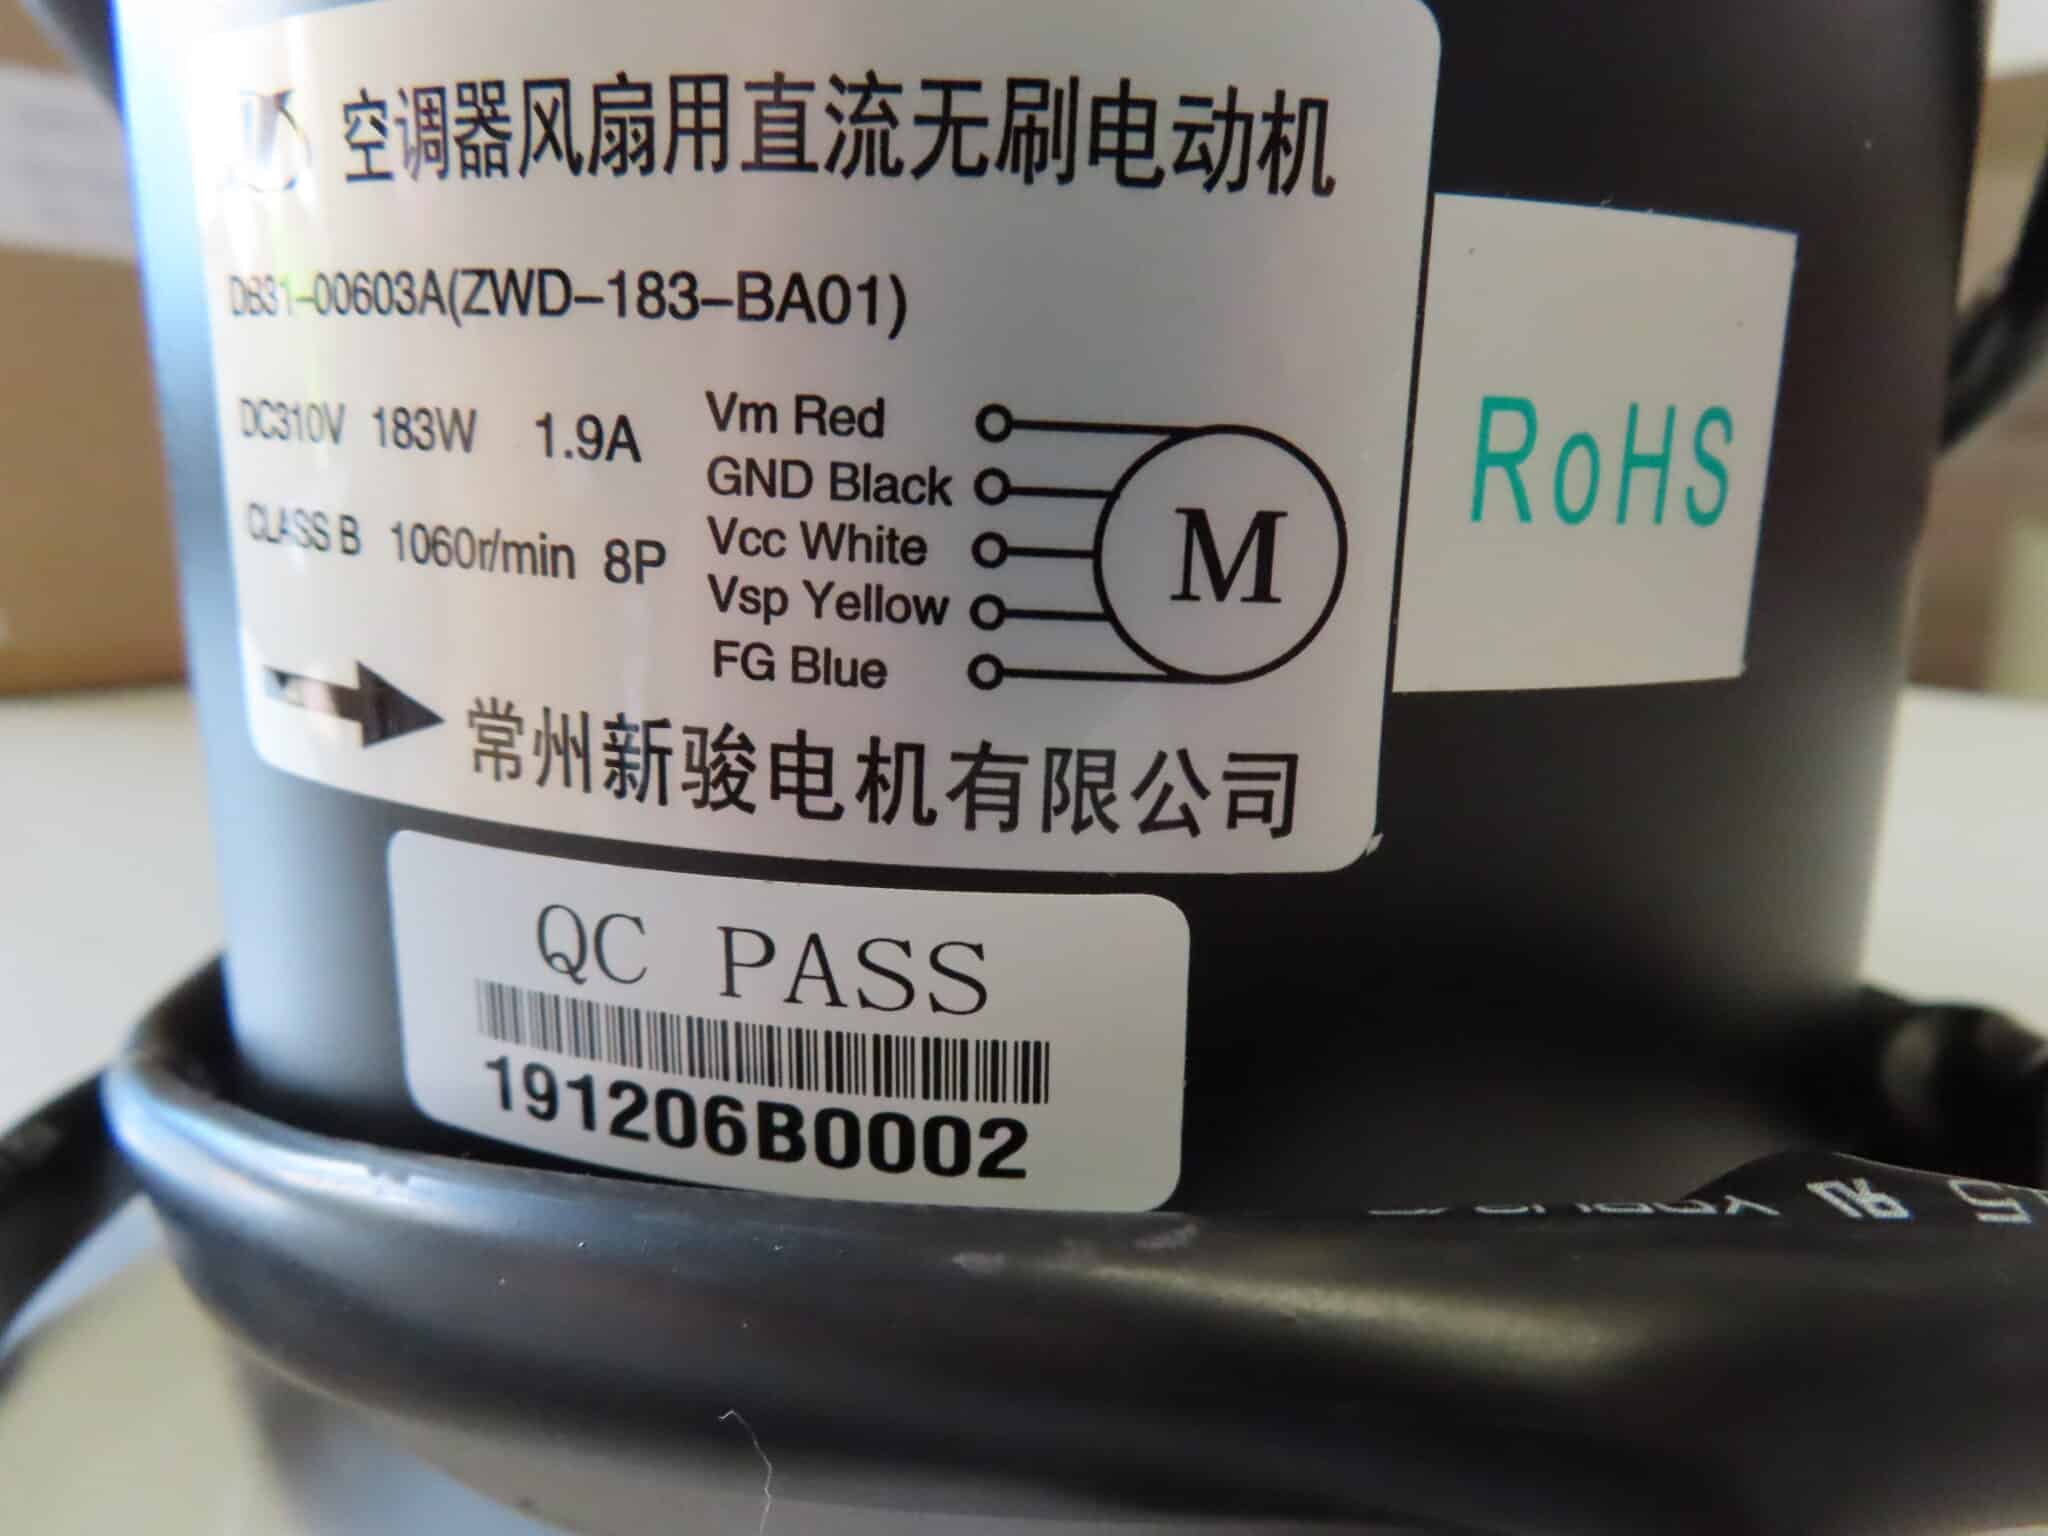 空调器风扇用直流无刷电动机
DB31-00603A(ZWD-183-BA01)
DC310V 183W 1.9A
CLASS B 1060r/min 8P
Vm Red
GND Black
Vcc White
Vsp Yellow
FG Blue
M
常州新骏电机有限公司
RoHS
QC PASS
191206B0002